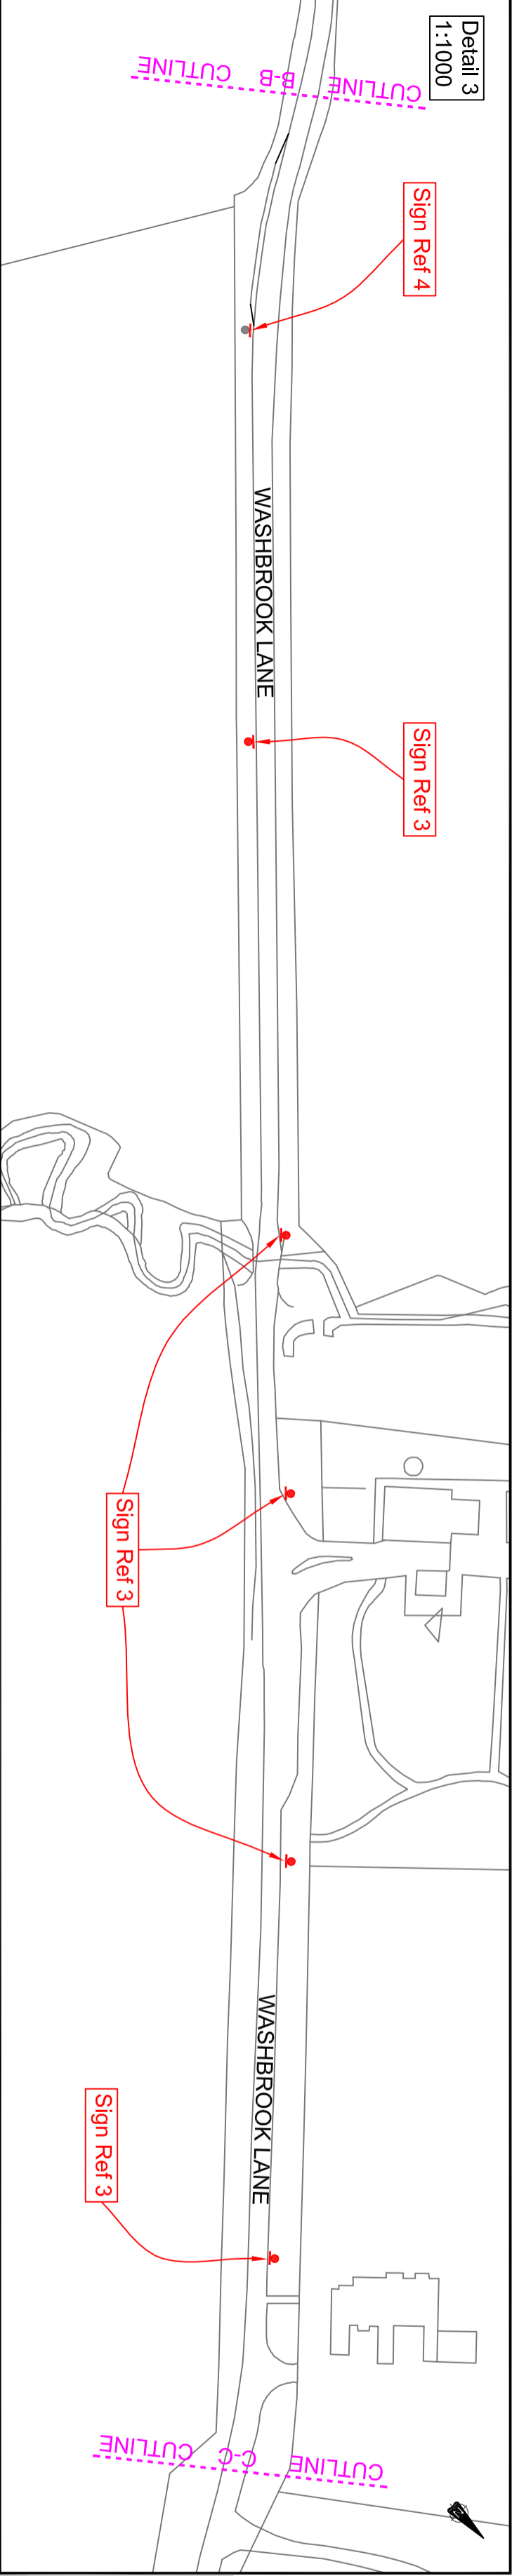 Detail 3
1:1000
CUTLINE B-B CUTLINE
Sign Ref 4
WASHBROOK LANE
Sign Ref 3
Sign Ref 3
WASHBROOK LANE
Sign Ref 3
CUTLINE C-C CUTLINE